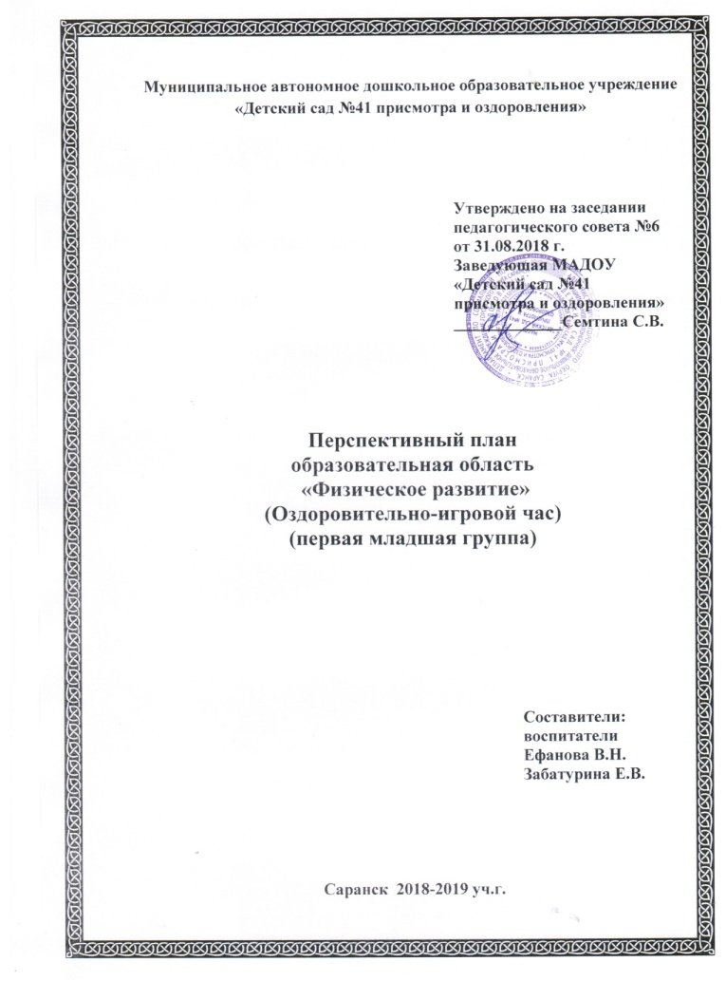 Муниципальное автономное дошкольное образовательное учреждение
«Детский сад №41 присмотра и оздоровления»
Утверждено на заседании
педагогического совета №6
от 31.08.2018 г.
Заведующая МАДОУ
«Детский сад №41
присмотра и оздоровления»
Семтина С.В.
Перспективный план
образовательная область
«Физическое развитие»
(Оздоровительно-игровой час)
(первая младшая группа)
Составители:
воспитатели
Ефанова В.Н.
Забатурина Е.В.
Саранск 2018-2019 уч.г.